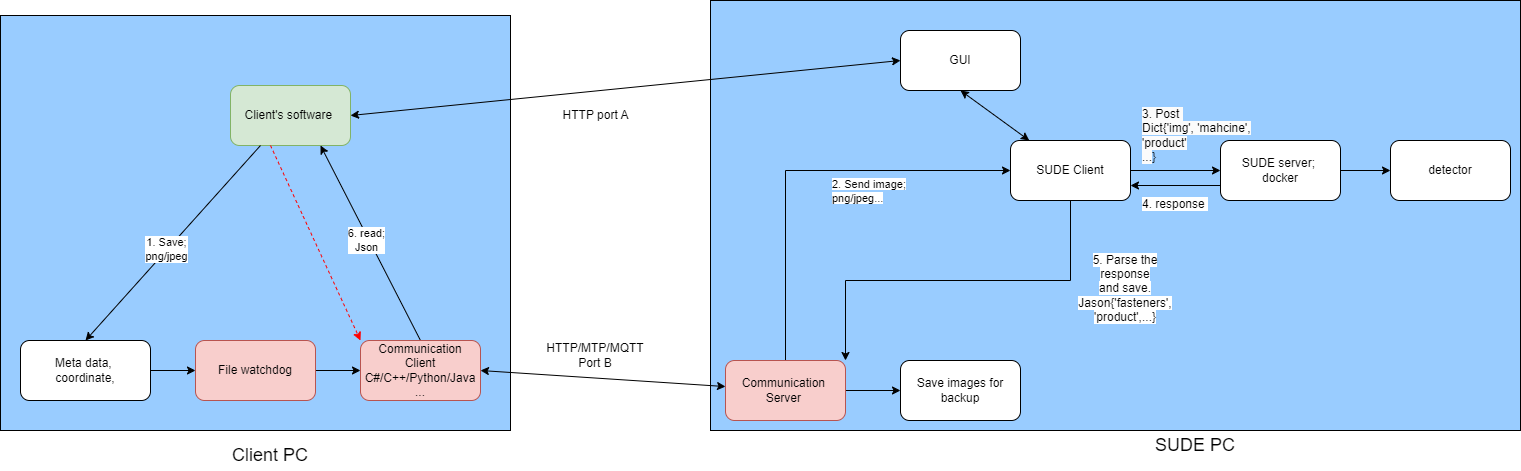 GUI
Client's software
HTTP port A
3. Post
Dict{'img', 'mahcine',
'product'
...}
SUDE Client
SUDE server;
docker
detector
2. Send image;
png/jpeg...
4. response
1. Save;
png/jpeg
6. read;
Json
5. Parse the
response
and save.
Jason{'fasteners',
'product',...}
Meta data,
coordinate,
File watchdog
Communication
Client
C#/C++/Python/Java
...
HTTP/MTP/MQTT
Port B
Communication
Server
Save images for
backup
Client PC
SUDE PC